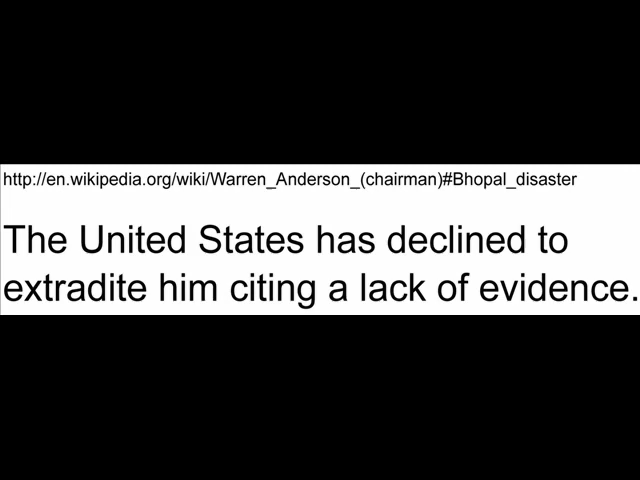 http://en.wikipedia.org/wiki/Warren_Anderson_(chairman)#Bhopal_disaster
The United States has declined to
extradite him citing a lack of evidence.